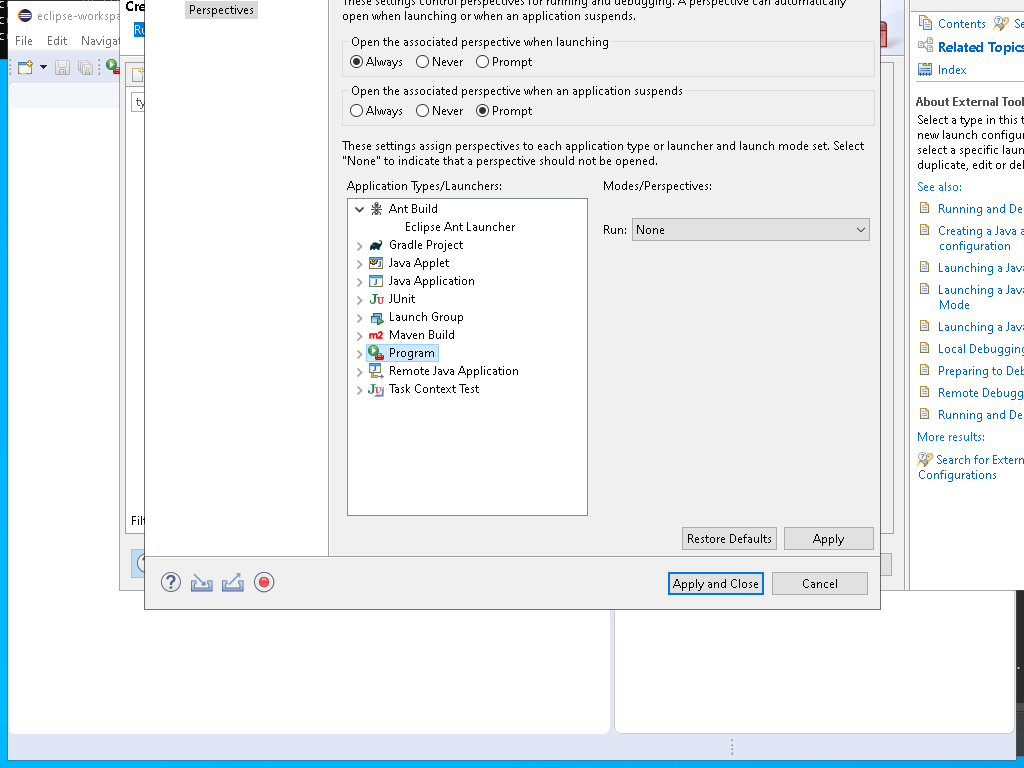 eclipse-workspa
File Edit Navigat
Cre
Ru
ty
Filt
Perspectives
These settings control perspectives for running and debugging. A perspective can automatically
open when launching or when an application suspends.
Open the associated perspective when launching
Always Never Prompt
Open the associated perspective when an application suspends
Always Never Prompt
These settings assign perspectives to each application type or launcher and launch mode set. Select
"None" to indicate that a perspective should not be opened.
Application Types/Launchers:
Modes/Perspectives:
Ant Build
Eclipse Ant Launcher
Gradle Project
Java Applet
Java Application
JUnit
Launch Group
Maven Build
Program
Remote Java Application
Task Context Test
Run: None
Restore Defaults Apply
Apply and Close Cancel
Contents Se
Related Topics
Index
About External Tool
Select a type in this t
new launch configur
select a specific laun
duplicate, edit or del
See also:
Running and De
Creating a Java a
configuration
Launching a Java
Launching a Java
Mode
Launching a Java
Local Debugging
Preparing to Deb
Remote Debugg
Running and De
More results:
Search for Extern
Configurations